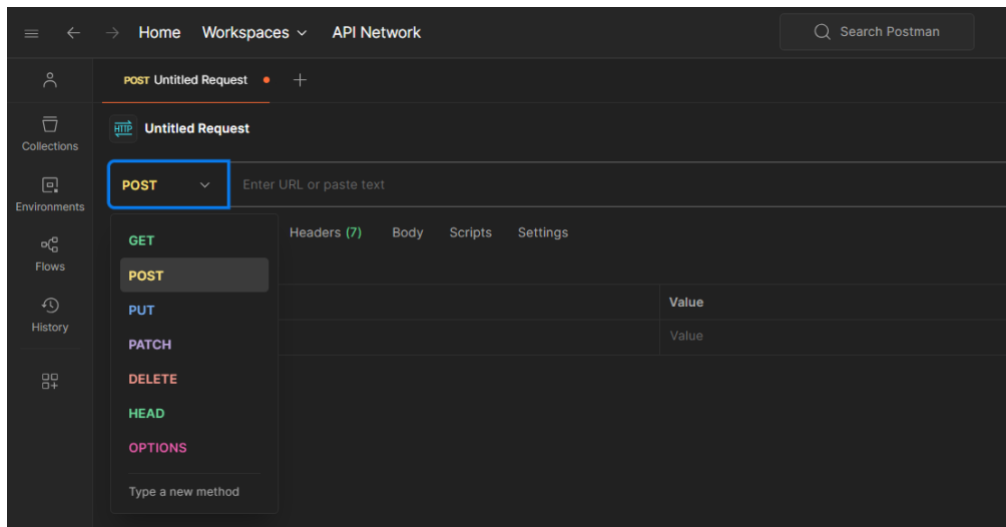 Home Workspaces API Network Search Postman
POST Untitled Request
HTTP Untitled Request
Collections
POST Enter URL or paste text
Environments
Headers (7) Body Scripts Settings
GET
POST
Flows
Value
PUT
History
Value
PATCH
DELETE
HEAD
OPTIONS
Type a new method